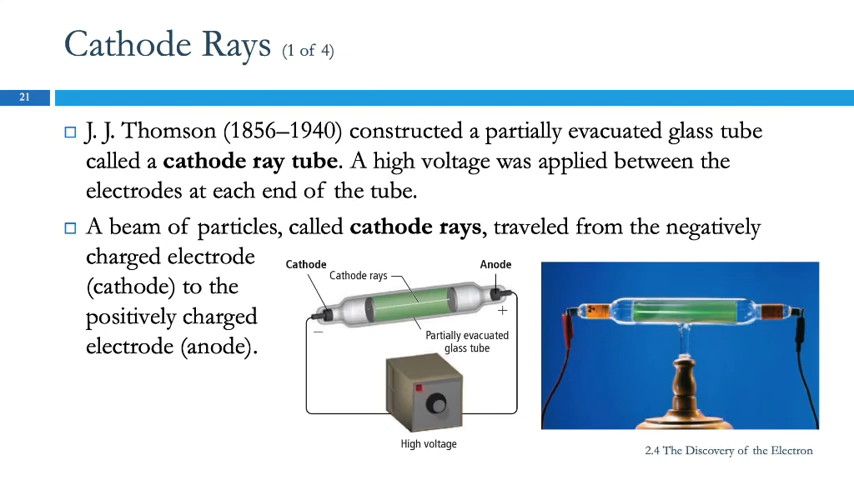 Cathode Rays (1 of 4)
21
J. J. Thomson (1856–1940) constructed a partially evacuated glass tube
called a cathode ray tube. A high voltage was applied between the
electrodes at each end of the tube.
A beam of particles, called cathode rays, traveled from the negatively
charged electrode
(cathode) to the
positively charged
electrode (anode).
Cathode
Anode
Cathode rays
−
+
Partially evacuated
glass tube
High voltage
2.4 The Discovery of the Electron